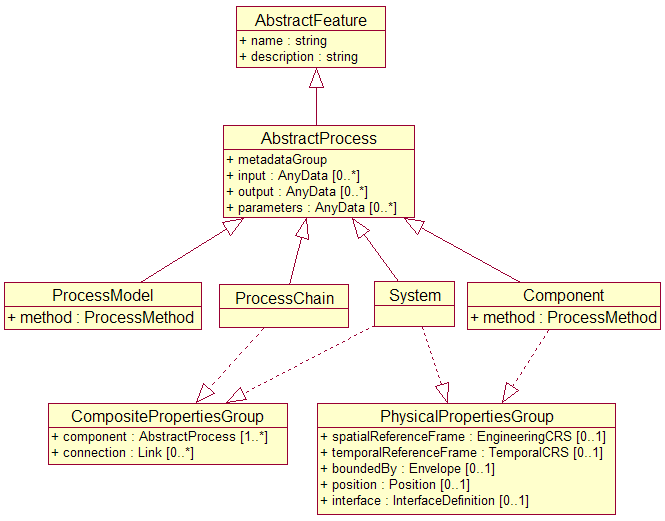 AbstractFeature
+ name : string
+ description : string
AbstractProcess
+ metadataGroup
+ input : AnyData [0..*]
+ output : AnyData [0..*]
+ parameters : AnyData [0..*]
ProcessModel
+ method : ProcessMethod
ProcessChain
System
Component
+ method : ProcessMethod
CompositePropertiesGroup
+ component : AbstractProcess [1..*]
+ connection : Link [0..*]
PhysicalPropertiesGroup
+ spatialReferenceFrame : EngineeringCRS [0..1]
+ temporalReferenceFrame : TemporalCRS [0..1]
+ boundedBy : Envelope [0..1]
+ position : Position [0..1]
+ interface : InterfaceDefinition [0..1]